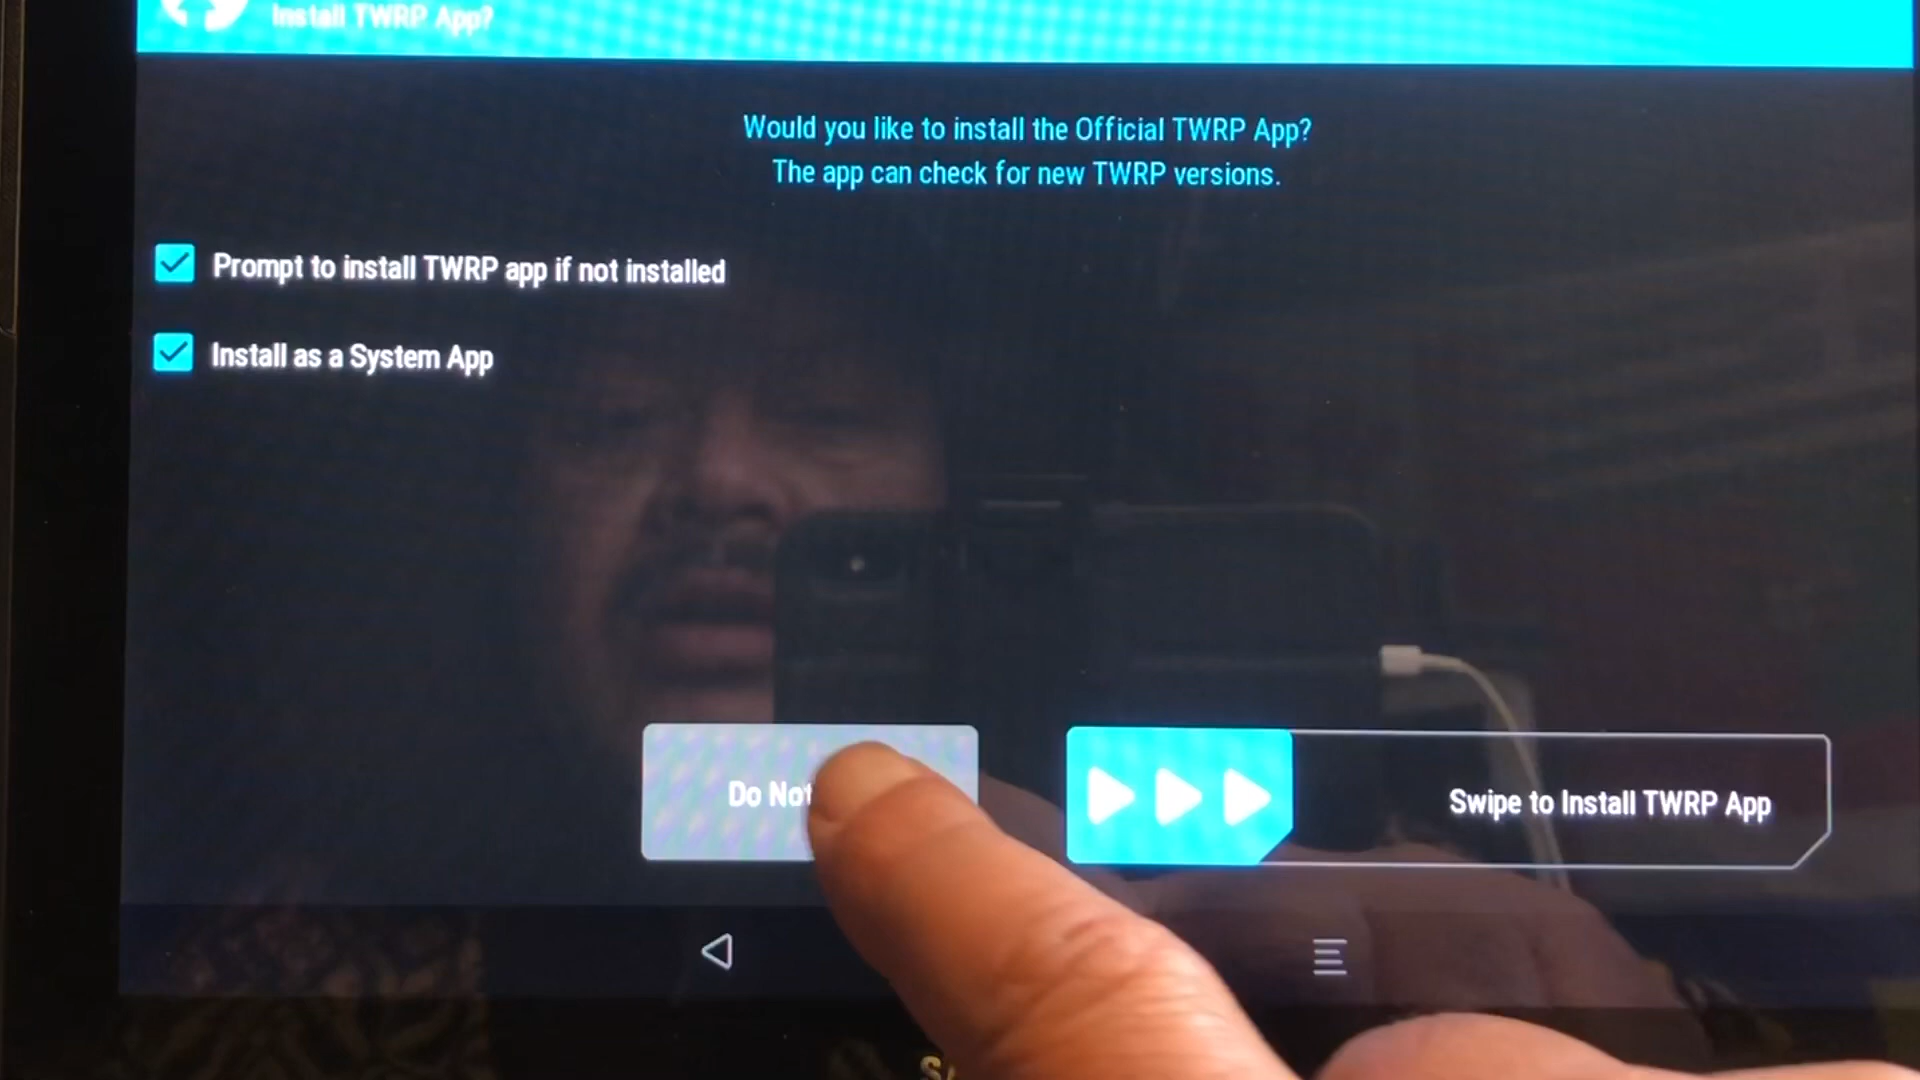 Install TWRP App?
Would you like to install the Official TWRP App?
The app can check for new TWRP versions.
Prompt to install TWRP app if not installed
Install as a System App
Do Not
Swipe to Install TWRP App